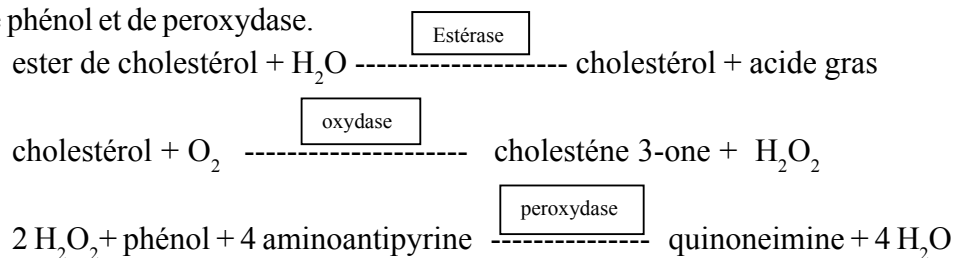 e phénol et de peroxydase.
Estérase
ester de cholestérol + H₂O -------------------- cholestérol + acide gras
oxydase
cholestérol + O₂ --------------------- cholesténe 3-one + H₂O₂
peroxydase
2 H₂O₂+ phénol + 4 aminoantipyrine --------------- quinoneimine + 4 H₂O